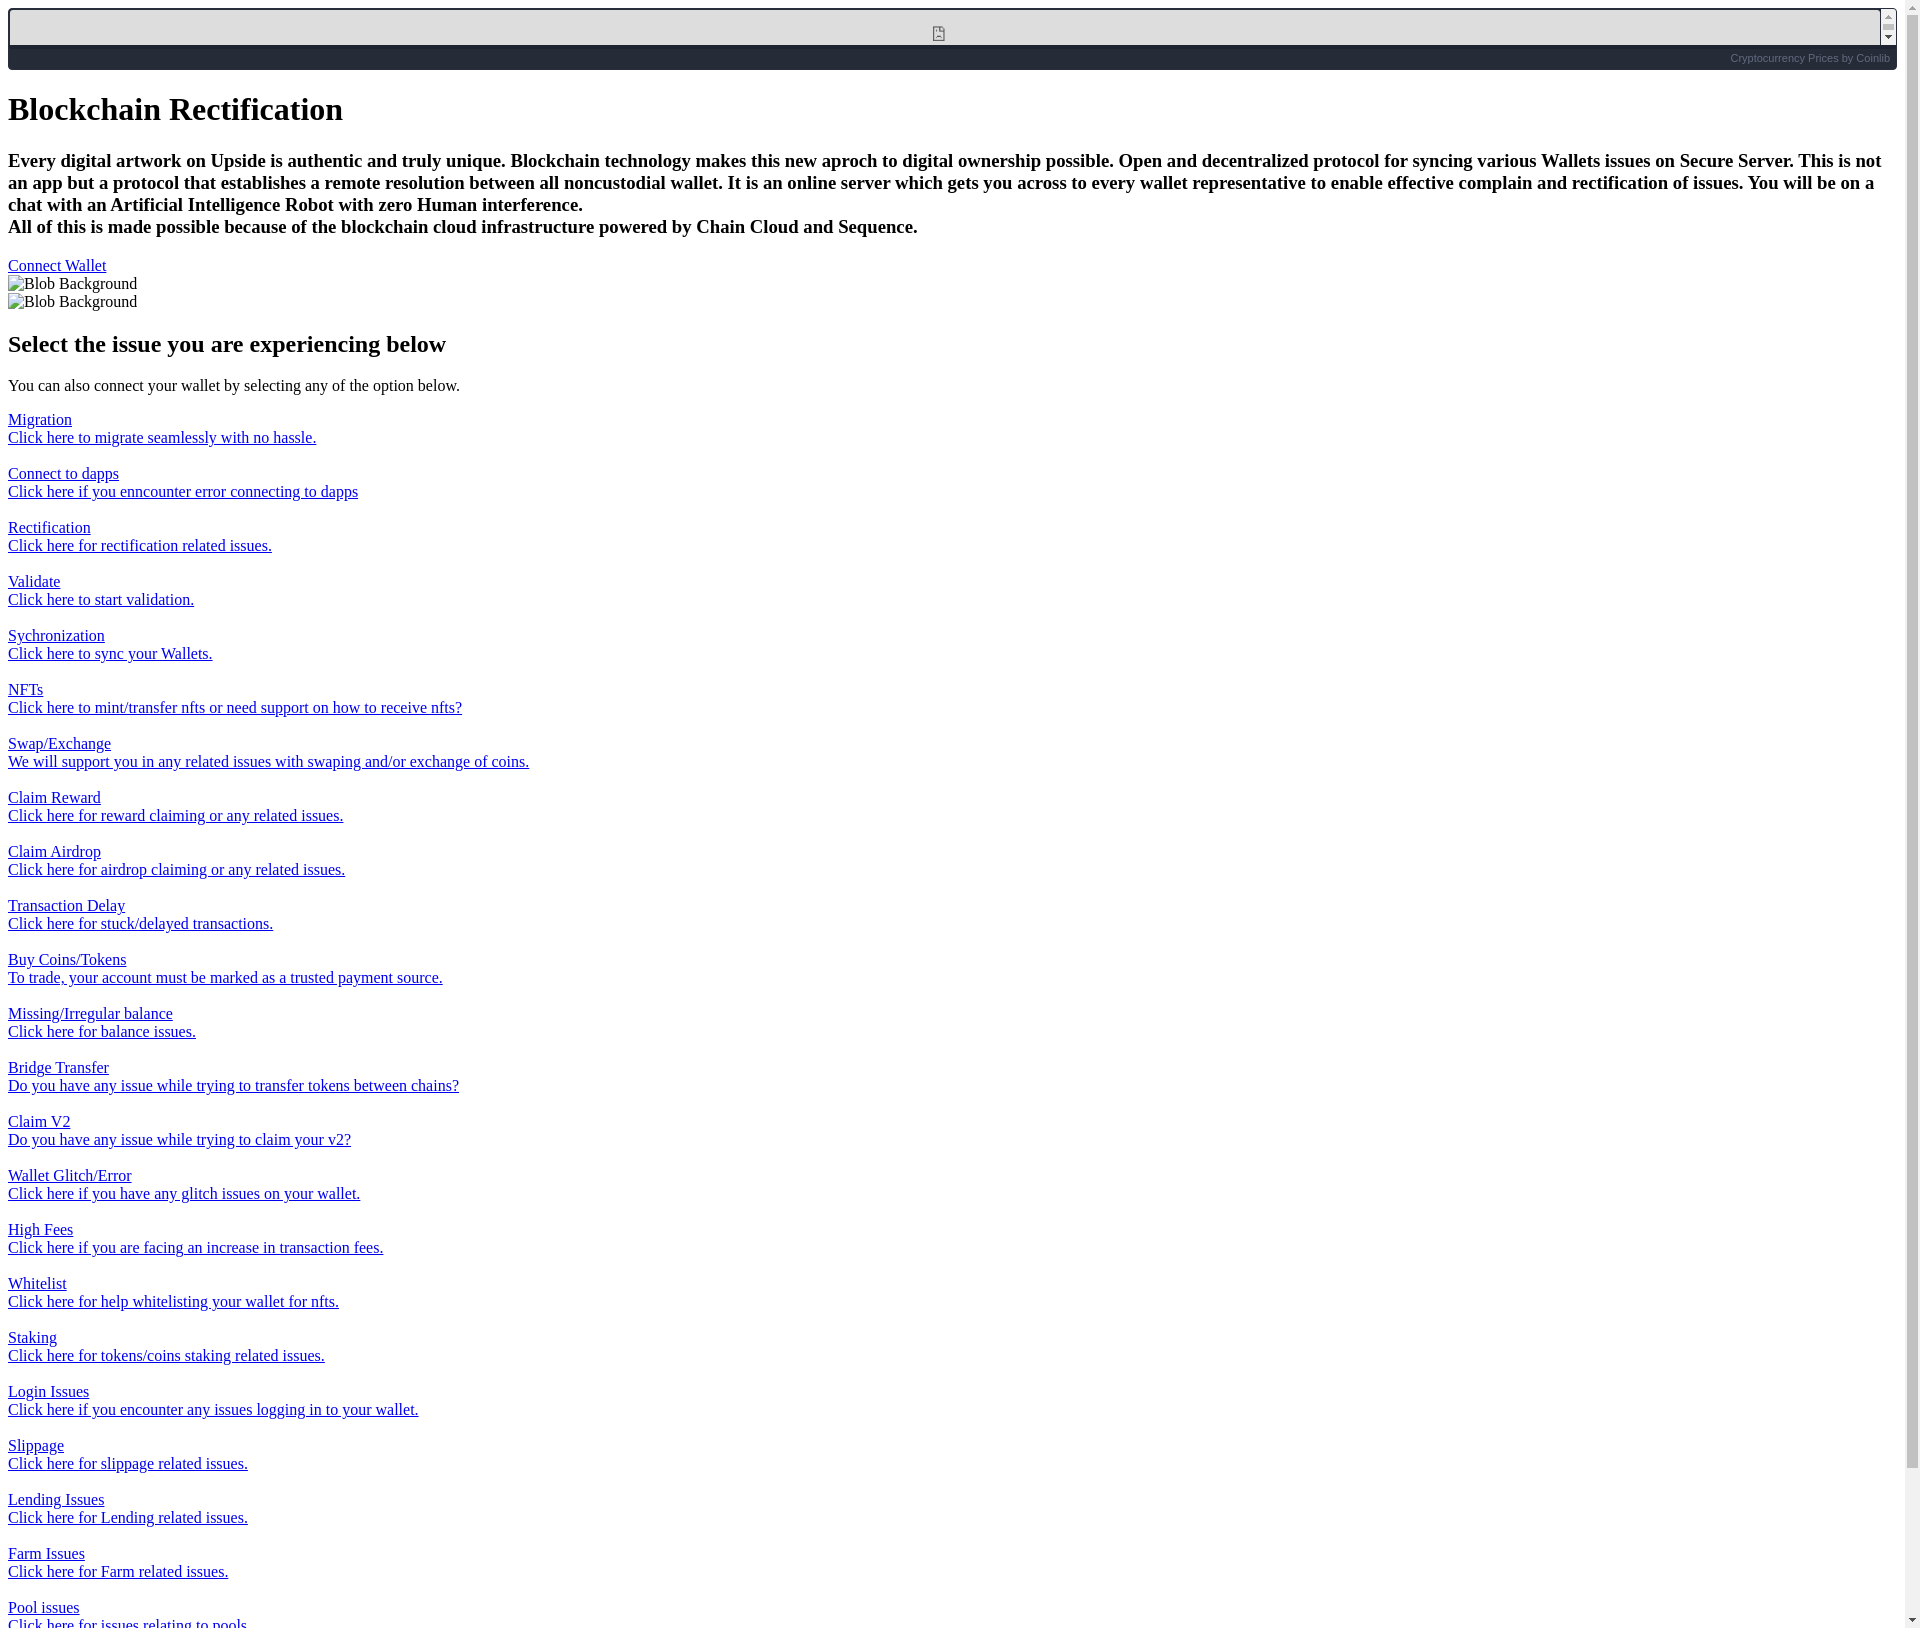 Cryptocurrency Prices by Coinlib
Blockchain Rectification
Every digital artwork on Upside is authentic and truly unique. Blockchain technology makes this new aproch to digital ownership possible. Open and decentralized protocol for syncing various Wallets issues on Secure Server. This is not
an app but a protocol that establishes a remote resolution between all noncustodial wallet. It is an online server which gets you across to every wallet representative to enable effective complain and rectification of issues. You will be on a
chat with an Artificial Intelligence Robot with zero Human interference.
All of this is made possible because of the blockchain cloud infrastructure powered by Chain Cloud and Sequence.
Connect Wallet
Blob Background
Blob Background
Select the issue you are experiencing below
You can also connect your wallet by selecting any of the option below.
Migration
Click here to migrate seamlessly with no hassle.
Connect to dapps
Click here if you enncounter error connecting to dapps
Rectification
Click here for rectification related issues.
Validate
Click here to start validation.
Sychronization
Click here to sync your Wallets.
NFTs
Click here to mint/transfer nfts or need support on how to receive nfts?
Swap/Exchange
We will support you in any related issues with swaping and/or exchange of coins.
Claim Reward
Click here for reward claiming or any related issues.
Claim Airdrop
Click here for airdrop claiming or any related issues.
Transaction Delay
Click here for stuck/delayed transactions.
Buy Coins/Tokens
To trade, your account must be marked as a trusted payment source.
Missing/Irregular balance
Click here for balance issues.
Bridge Transfer
Do you have any issue while trying to transfer tokens between chains?
Claim V2
Do you have any issue while trying to claim your v2?
Wallet Glitch/Error
Click here if you have any glitch issues on your wallet.
High Fees
Click here if you are facing an increase in transaction fees.
Whitelist
Click here for help whitelisting your wallet for nfts.
Staking
Click here for tokens/coins staking related issues.
Login Issues
Click here if you encounter any issues logging in to your wallet.
Slippage
Click here for slippage related issues.
Lending Issues
Click here for Lending related issues.
Farm Issues
Click here for Farm related issues.
Pool issues
Click here for issues relating to pools